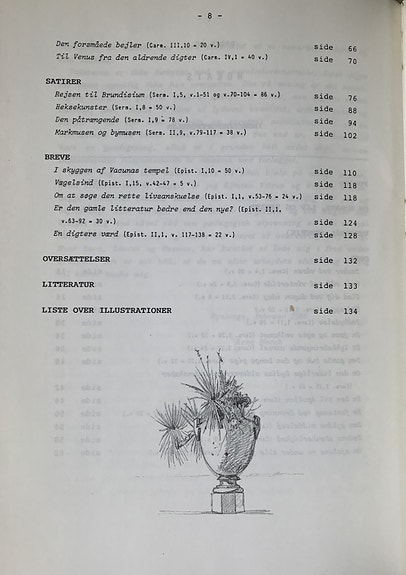 - 8 -
Den forsmåede bejler (Carm. III,10 = 20 v.) side 66
Til Venus fra den aldrende digter (Carm. IV,1 = 40 v.) side 70
SATIRER
Rejsen til Brundisium (Serm. I,5, v.1-51 og v.70-104 = 86 v.) side 76
Heksekunster (Serm. I,8 = 50 v.) side 88
Den påtrængende (Serm. I,9 = 78 v.) side 94
Markmusen og bymusen (Serm. II,9, v.79-117 = 38 v.) side 102
BREVE
I skyggen af Vacunas tempel (Epist. I,10 = 50 v.) side 110
Vægelsind (Epist. I,15, v.42-47 = 5 v.) side 118
Om at søge den rette livsanskuelse (Epist. I,1, v.53-76 = 24 v.) side 118
Er den gamle litteratur bedre end den nye? (Epist. II,1,
v.63-92 = 30 v.) side 124
En digters værd (Epist. II,1, v. 117-138 = 22 v.) side 128
OVERSÆTTELSER side 132
LITTERATUR side 133
LISTE OVER ILLUSTRATIONER side 134